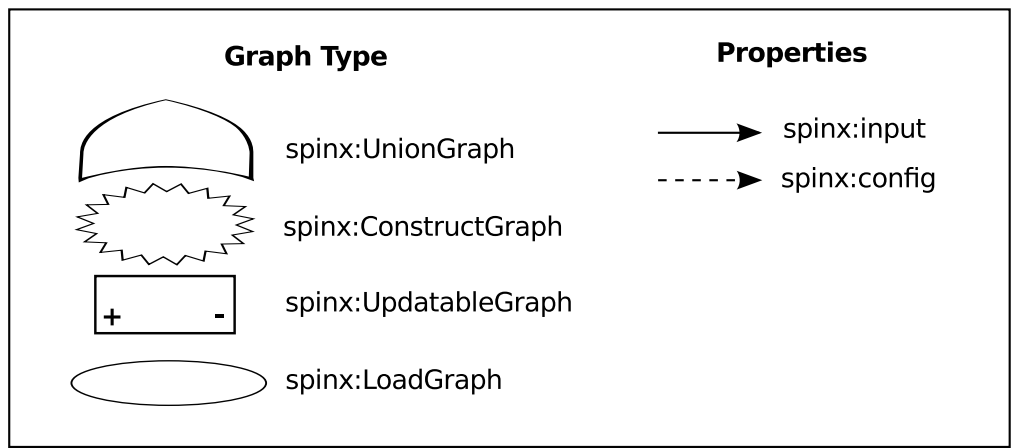 Graph Type
spinx:UnionGraph
spinx:ConstructGraph
+ -
spinx:UpdatableGraph
spinx:LoadGraph
Properties
spinx:input
spinx:config